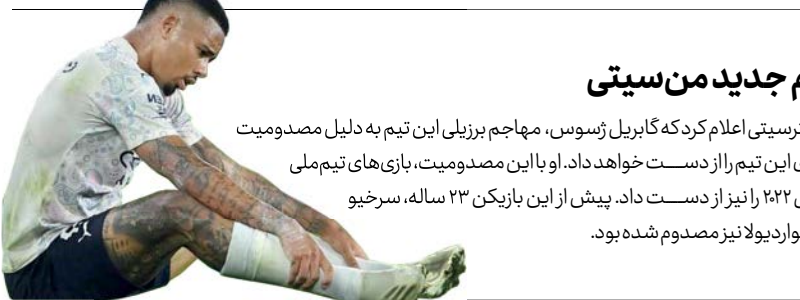 جدید من‌سیتی
اعلام کرد که گابریل ژسوس، مهاجم برزیلی این تیم به دلیل مصدومیت
این تیم را از دست خواهد داد. او با این مصدومیت، بازی‌های تیم‌ملی
۲۰۲۲ را نیز از دست داد. پیش از این بازیکن ۲۳ ساله، سرخیو
نیز مصدوم شده بود.